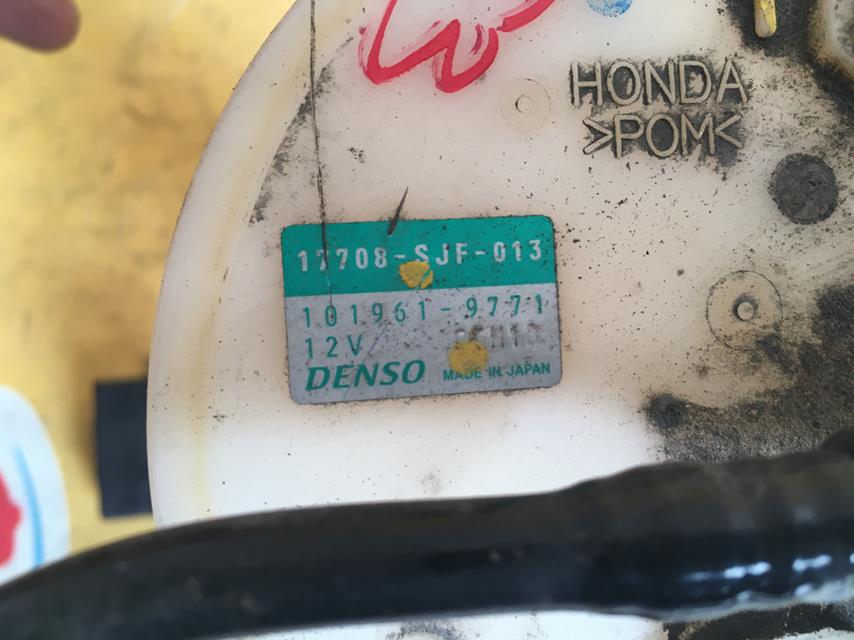 HONDA
>POM<
17708-SJF-013
101961-9771
12V
DENSO MADE IN JAPAN